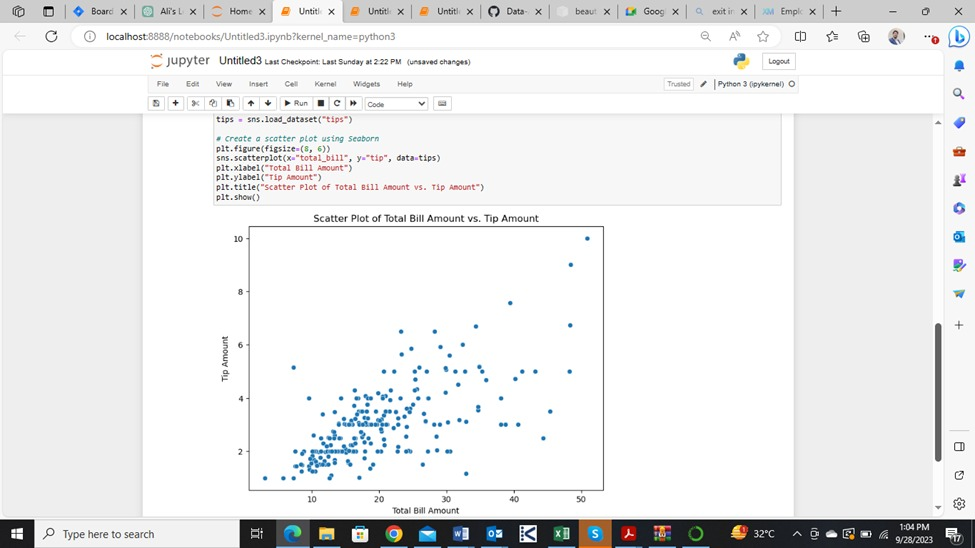 Board
Ali's L
Home
Untitl
Untitl
Untitl
Data-
beaut
Googl
exit in
Emplo
localhost:8888/notebooks/Untitled3.ipynb?kernel_name=python3
jupyter Untitled3 Last Checkpoint: Last Sunday at 2:22 PM (unsaved changes)
Logout
File Edit View Insert Cell Kernel Widgets Help
Trusted Python 3 (ipykernel)
Run Code
tips = sns.load_dataset("tips")
# Create a scatter plot using Seaborn
plt.figure(figsize=(8, 6))
sns.scatterplot(x="total_bill", y="tip", data=tips)
plt.xlabel("Total Bill Amount")
plt.ylabel("Tip Amount")
plt.title("Scatter Plot of Total Bill Amount vs. Tip Amount")
plt.show()
Scatter Plot of Total Bill Amount vs. Tip Amount
10
8
6
4
2
Tip Amount
10 20 30 40 50
Total Bill Amount
Type here to search
32°C
1:04 PM
9/28/2023
17